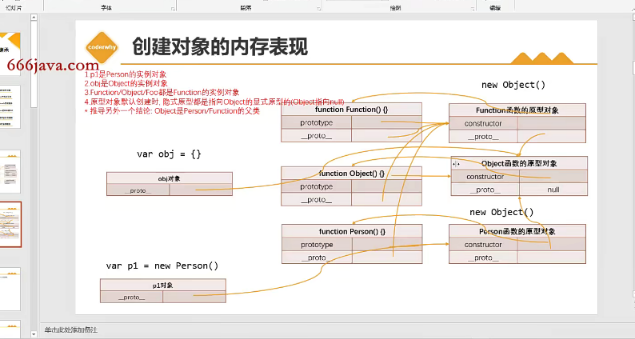 幻灯片
字体
段落
绘图
编辑
coderwhy
创建对象的内存表现
666java.com
1.p1是Person的实例对象
2.obj是Object的实例对象
3.Function/Object/Foo都是Function的实例对象
4.原型对象默认创建时, 隐式原型都是指向Object的显式原型的(Object指向null)
推导另外一个结论: Object是Person/Function的父类
new Object()
function Function() {}
prototype
__proto__
Function函数的原型对象
constructor
__proto__
var obj = {}
obj对象
__proto__
function Object() {}
prototype
__proto__
Object函数的原型对象
constructor
__proto__ null
new Object()
function Person() {}
prototype
__proto__
Person函数的原型对象
constructor
__proto__
var p1 = new Person()
p1对象
__proto__
单击此处添加备注